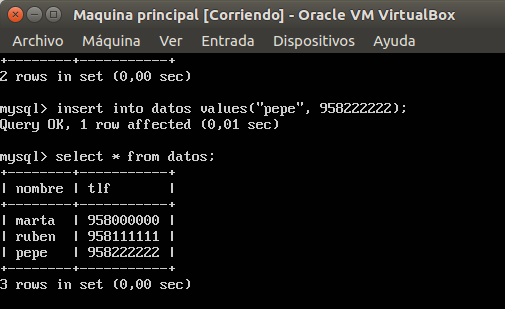 Maquina principal [Corriendo] - Oracle VM VirtualBox
Archivo Máquina Ver Entrada Dispositivos Ayuda
+--------+-----------+
2 rows in set (0,00 sec)
mysql> insert into datos values("pepe", 958222222);
Query OK, 1 row affected (0,01 sec)
mysql> select * from datos;
+--------+-----------+
| nombre | tlf       |
+--------+-----------+
| marta  | 958000000 |
| ruben  | 958111111 |
| pepe   | 958222222 |
+--------+-----------+
3 rows in set (0,00 sec)